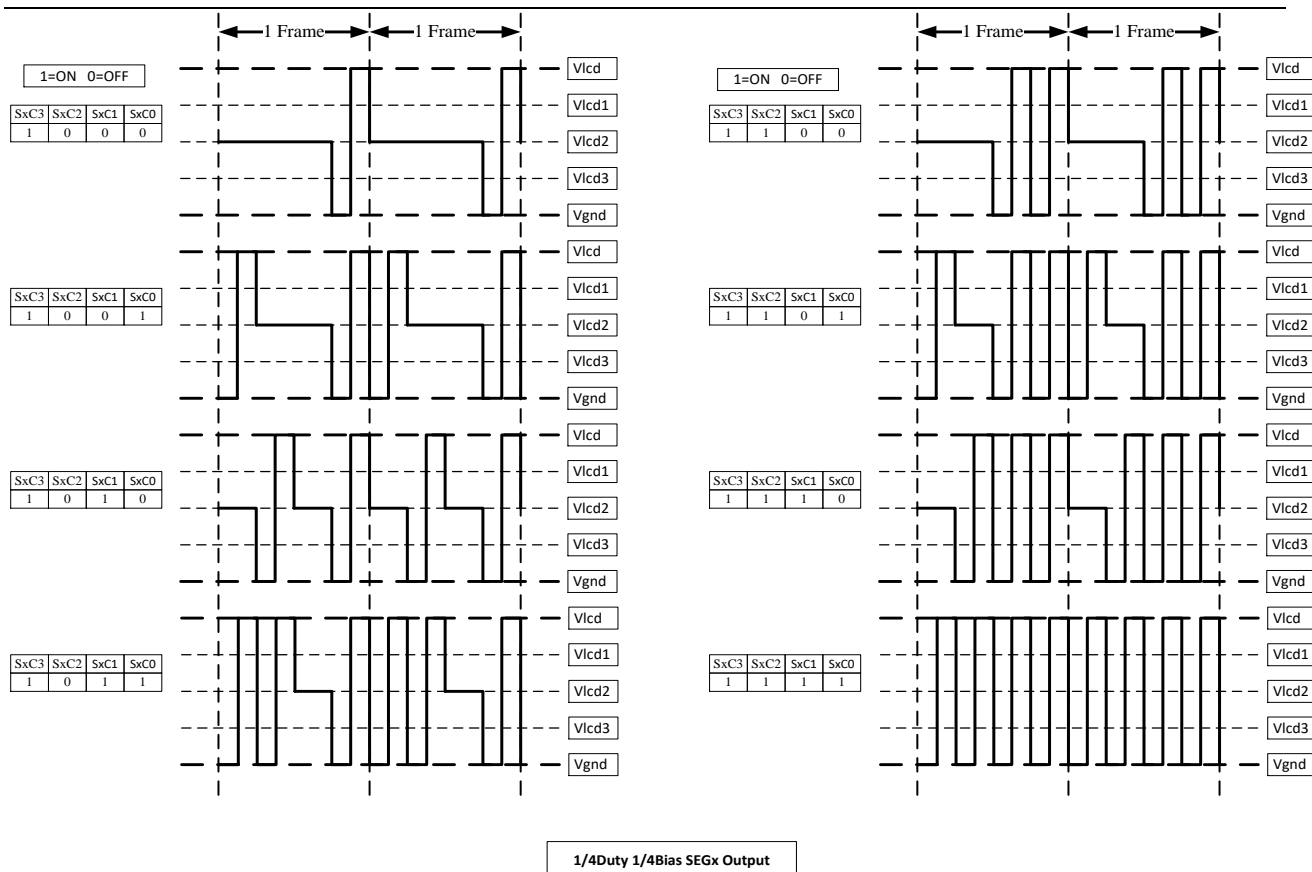 1 Frame 1 Frame
1=ON 0=OFF
SxC3 SxC2 SxC1 SxC0
1 0 0 0
Vlcd
Vlcd1
Vlcd2
Vlcd3
Vgnd
SxC3 SxC2 SxC1 SxC0
1 0 0 1
Vlcd
Vlcd1
Vlcd2
Vlcd3
Vgnd
SxC3 SxC2 SxC1 SxC0
1 0 1 0
Vlcd
Vlcd1
Vlcd2
Vlcd3
Vgnd
SxC3 SxC2 SxC1 SxC0
1 0 1 1
Vlcd
Vlcd1
Vlcd2
Vlcd3
Vgnd
1 Frame 1 Frame
1=ON 0=OFF
SxC3 SxC2 SxC1 SxC0
1 1 0 0
Vlcd
Vlcd1
Vlcd2
Vlcd3
Vgnd
SxC3 SxC2 SxC1 SxC0
1 1 0 1
Vlcd
Vlcd1
Vlcd2
Vlcd3
Vgnd
SxC3 SxC2 SxC1 SxC0
1 1 1 0
Vlcd
Vlcd1
Vlcd2
Vlcd3
Vgnd
SxC3 SxC2 SxC1 SxC0
1 1 1 1
Vlcd
Vlcd1
Vlcd2
Vlcd3
Vgnd
1/4Duty 1/4Bias SEGx Output